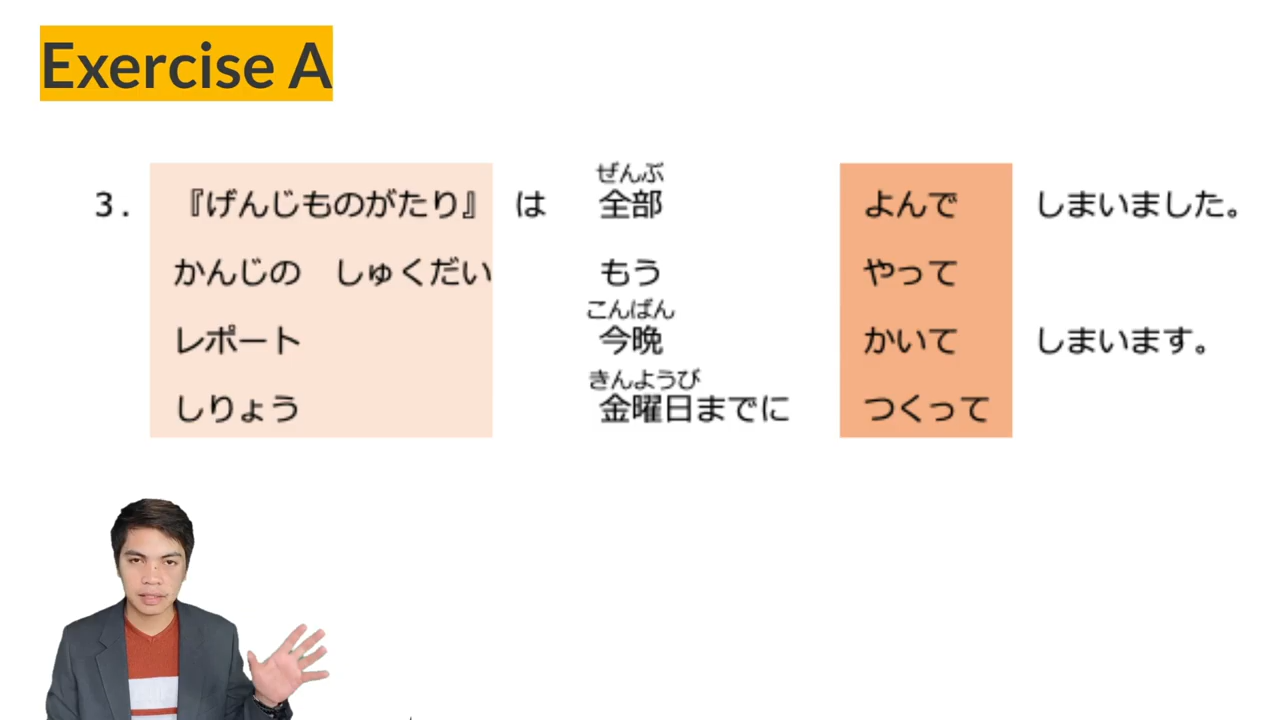 Exercise A
ぜんぶ
3. 『げんじものがたり』 は 全部 よんで しまいました。
かんじの しゅくだい もう やって
こんばん
レポート 今晩 かいて しまいます。
きんようび
しりょう 金曜日までに つくって